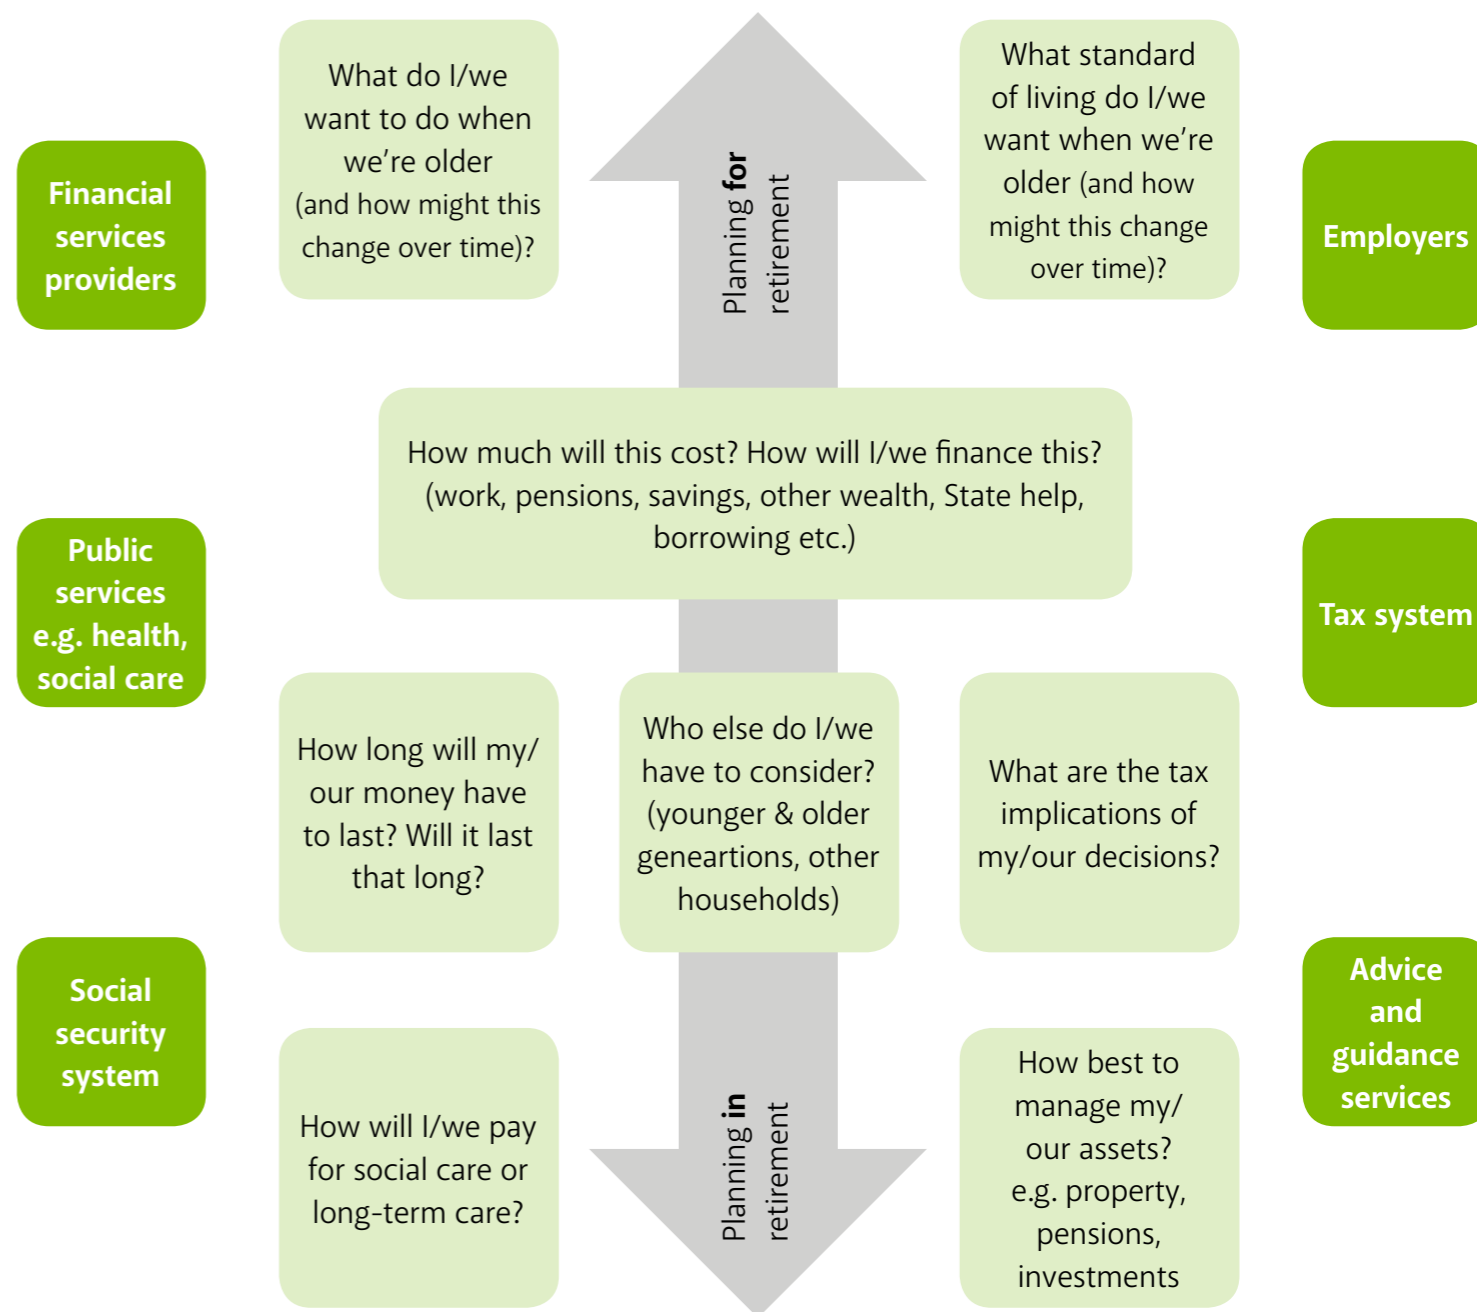 What do I/we
want to do when
we're older
(and how might this
change over time)?
Planning for
retirement
What standard
of living do I/we
want when we're
older (and how
might this change
over time)?
Financial
services
providers
Employers
How much will this cost? How will I/we finance this?
(work, pensions, savings, other wealth, State help,
borrowing etc.)
Public
services
e.g. health,
social care
Tax system
How long will my/
our money have
to last? Will it last
that long?
Who else do I/we
have to consider?
(younger & older
geneartions, other
households)
What are the tax
implications of
my/our decisions?
Social
security
system
Advice
and
guidance
services
How will I/we pay
for social care or
long-term care?
Planning in
retirement
How best to
manage my/
our assets?
e.g. property,
pensions,
investments